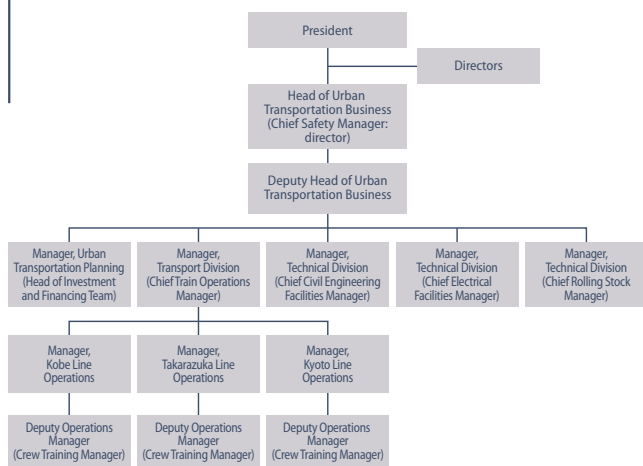 President
Directors
Head of Urban
Transportation Business
(Chief Safety Manager:
director)
Deputy Head of Urban
Transportation Business
Manager, Urban
Transportation Planning
(Head of Investment
and Financing Team)
Manager,
Transport Division
(Chief Train Operations
Manager)
Manager,
Technical Division
(Chief Civil Engineering
Facilities Manager)
Manager,
Technical Division
(Chief Electrical
Facilities Manager)
Manager,
Technical Division
(Chief Rolling Stock
Manager)
Manager,
Kobe Line
Operations
Manager,
Takarazuka Line
Operations
Manager,
Kyoto Line
Operations
Deputy Operations
Manager
(Crew Training Manager)
Deputy Operations
Manager
(Crew Training Manager)
Deputy Operations
Manager
(Crew Training Manager)